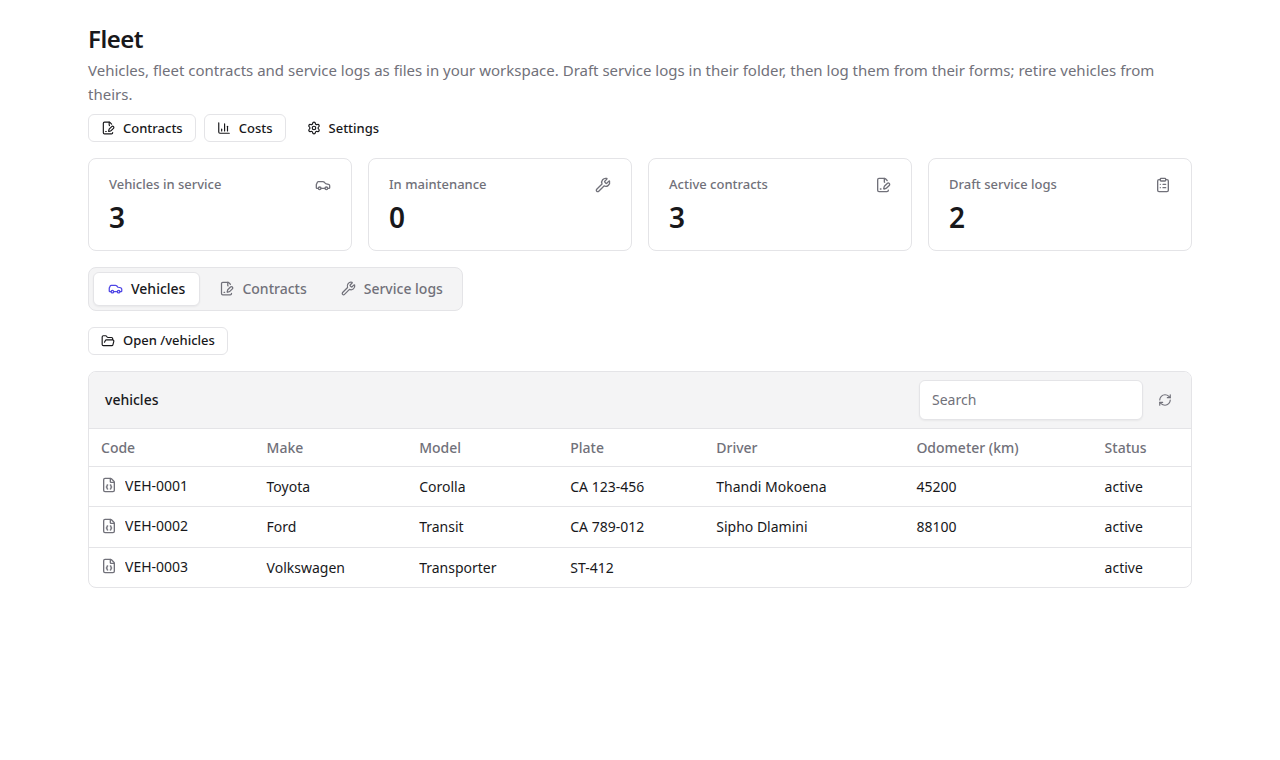 Fleet
Vehicles, fleet contracts and service logs as files in your workspace. Draft service logs in their folder, then log them from their forms; retire vehicles from
theirs.
Contracts Costs Settings
Vehicles in service In maintenance Active contracts Draft service logs
3 0 3 2
Vehicles Contracts Service logs
Open /vehicles
vehicles Search
Code Make Model Plate Driver Odometer (km) Status
VEH-0001 Toyota Corolla CA 123-456 Thandi Mokoena 45200 active
VEH-0002 Ford Transit CA 789-012 Sipho Dlamini 88100 active
VEH-0003 Volkswagen Transporter ST-412 active